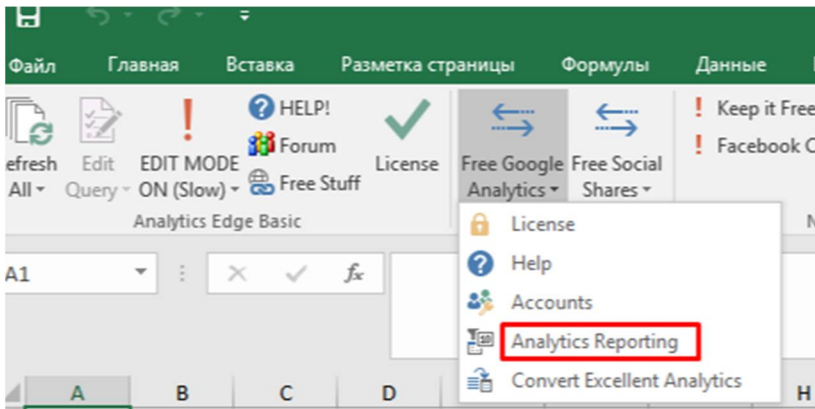 Файл Главная Вставка Разметка страницы Формулы Данные
efresh All
Edit Query
EDIT MODE ON (Slow)
HELP!
Forum
Free Stuff
License
Analytics Edge Basic
Free Google Analytics
Free Social Shares
Keep it Free
Facebook
License
Help
Accounts
Analytics Reporting
Convert Excellent Analytics
A1
fx
A B C D H